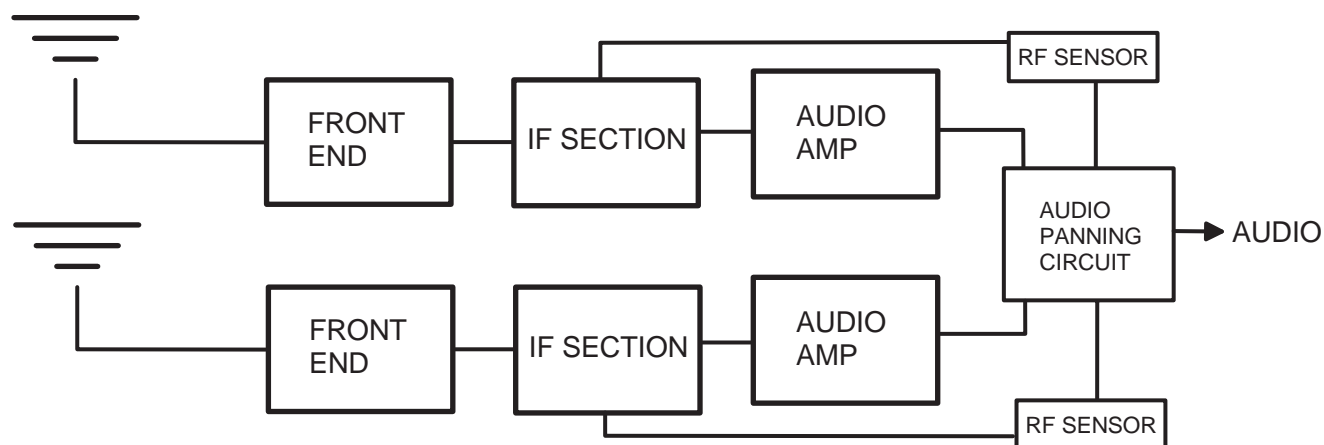 RF SENSOR
FRONT
END
IF SECTION
AUDIO
AMP
AUDIO
PANNING
CIRCUIT
AUDIO
FRONT
END
IF SECTION
AUDIO
AMP
RF SENSOR